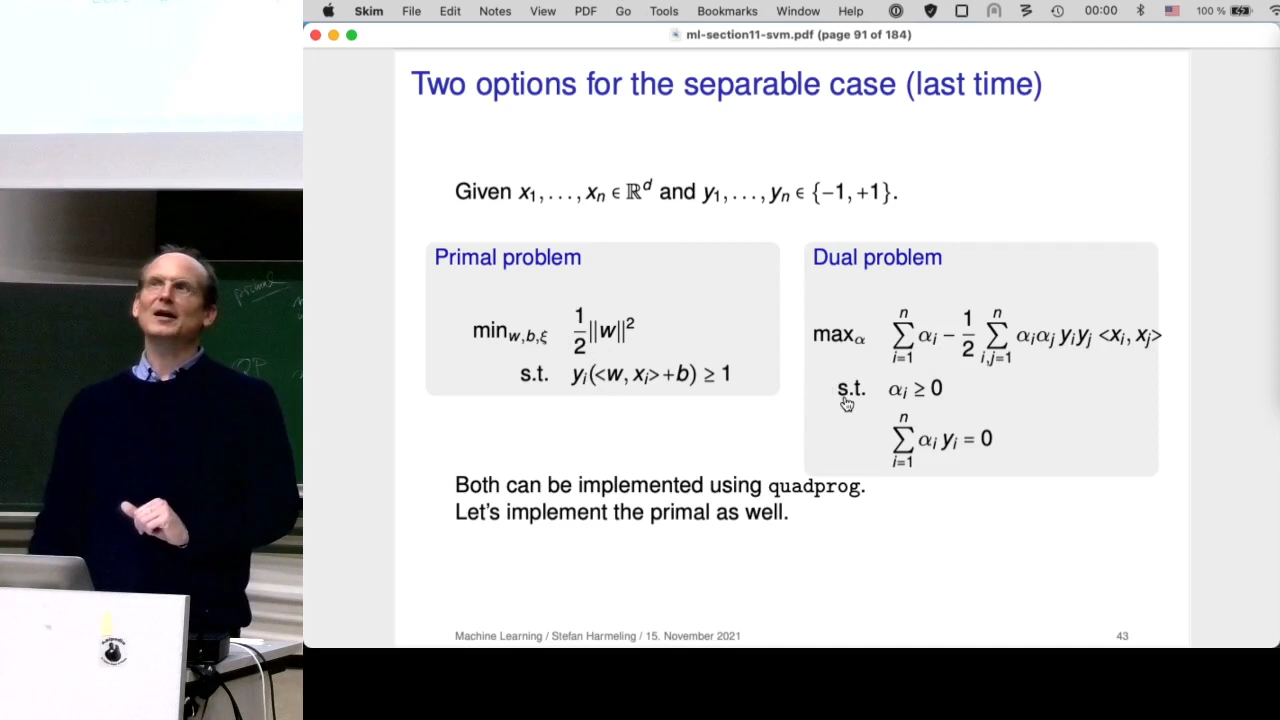 Skim File Edit Notes View PDF Go Tools Bookmarks Window Help 00:00 100 %
ml-section11-svm.pdf (page 91 of 184)
Two options for the separable case (last time)
Given x₁, . . . , xₙ ∈ ℝᵈ and y₁, . . . , yₙ ∈ {−1, +1}.
Primal problem
min_{w,b,ξ} 1/2 ||w||²
s.t. yᵢ(<w, xᵢ>+b) ≥ 1
Dual problem
max_α ∑_{i=1}^{n} αᵢ − 1/2 ∑_{i,j=1}^{n} αᵢαⱼyᵢyⱼ<xᵢ, xⱼ>
s.t. αᵢ ≥ 0
∑_{i=1}^{n} αᵢyᵢ = 0
Both can be implemented using quadprog.
Let's implement the primal as well.
Machine Learning / Stefan Harmeling / 15. November 2021 43
primal
QP